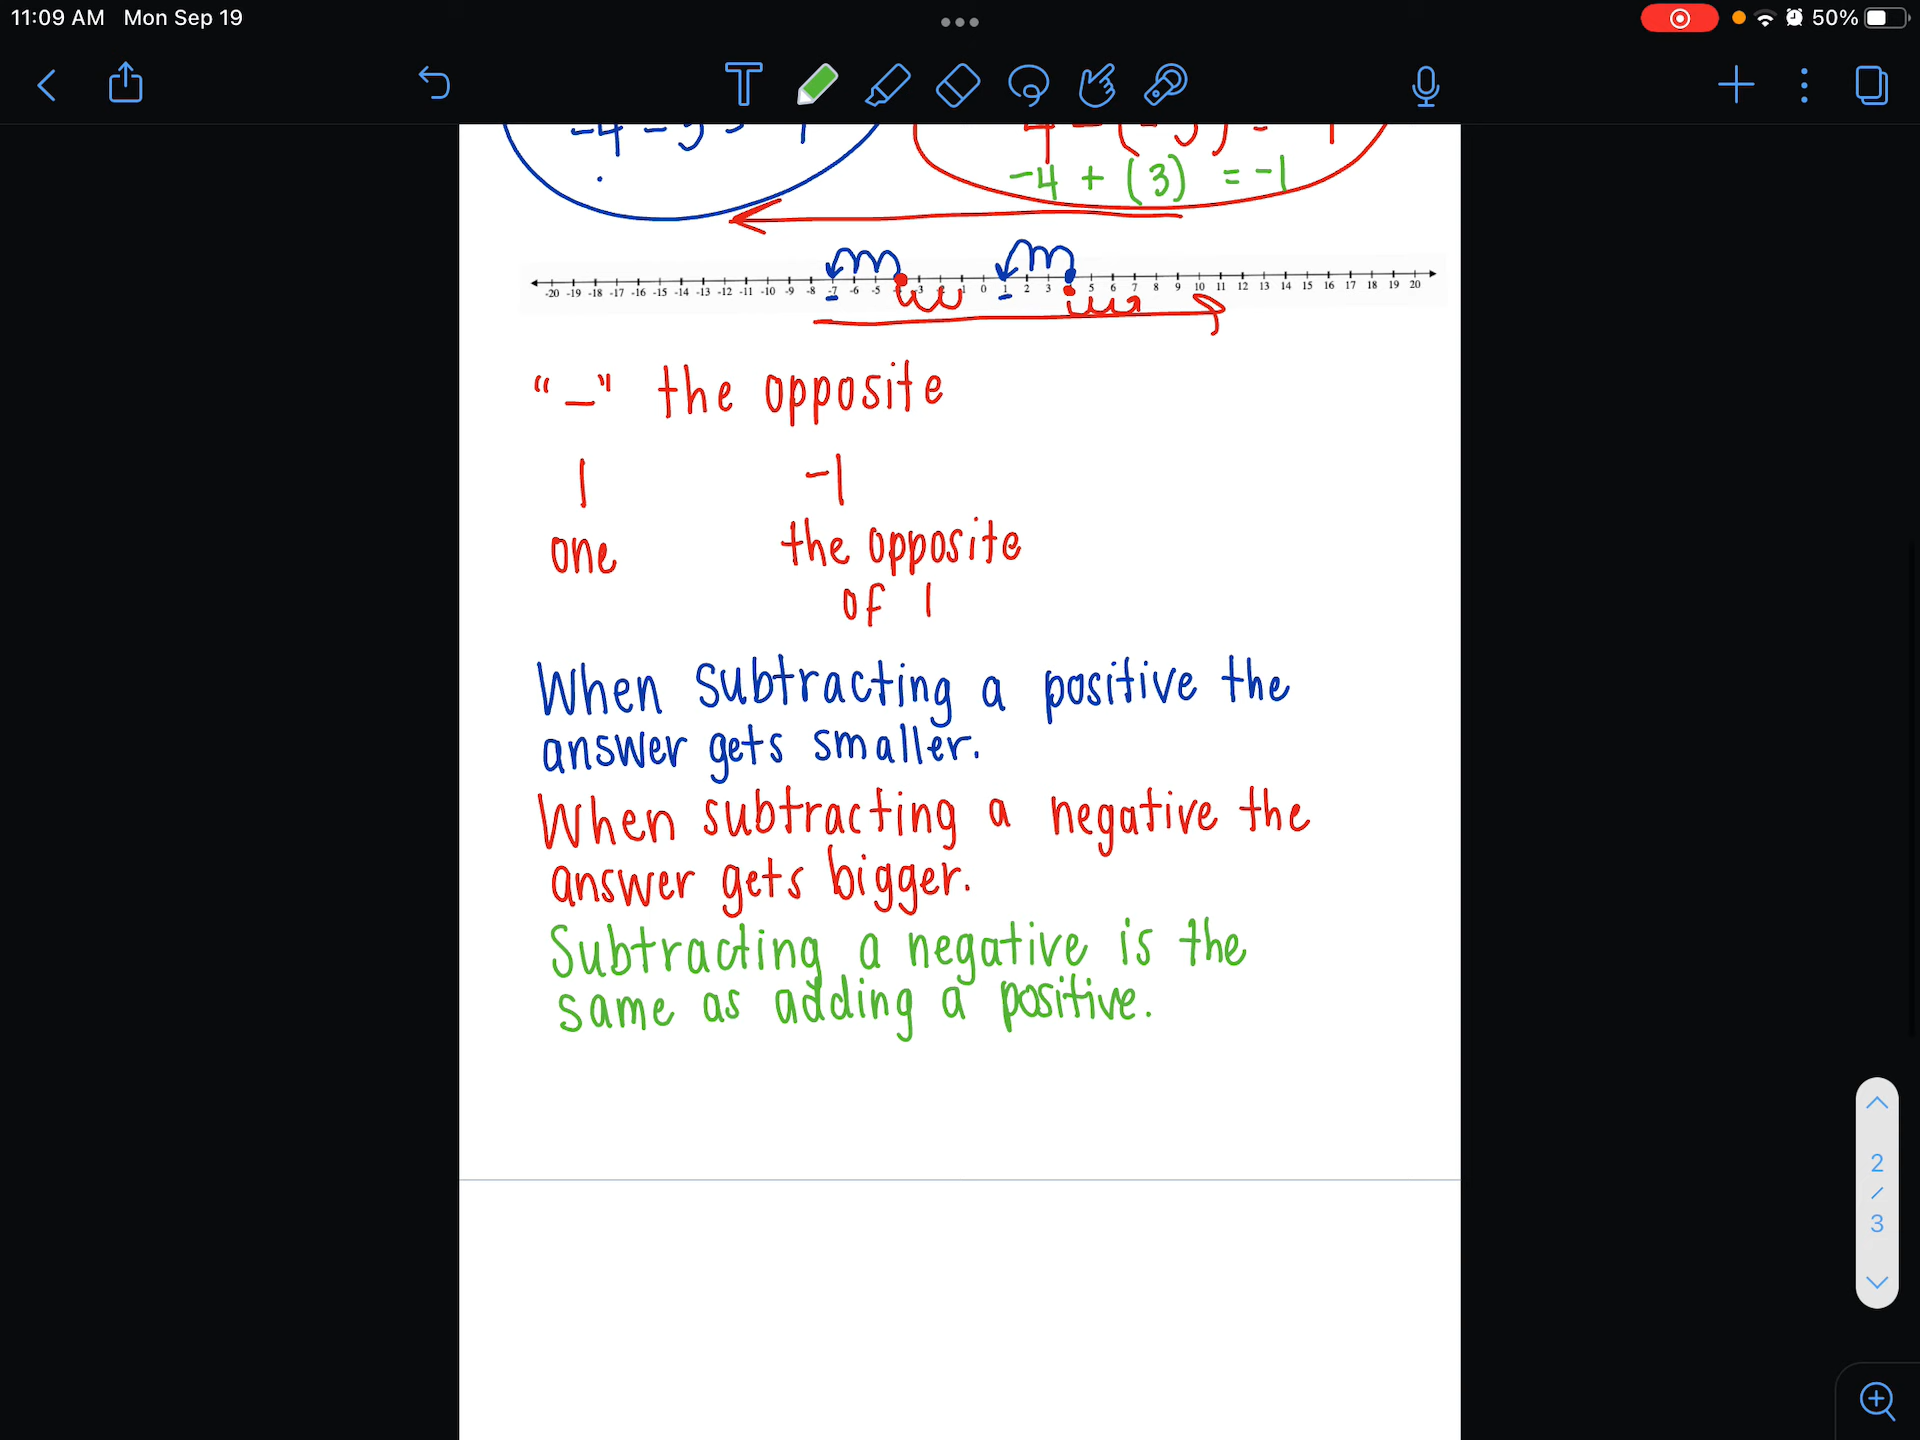 11:09 AM Mon Sep 19
50%
T
-4 + (3) = -1
-20 -19 -18 -17 -16 -15 -14 -13 -12 -11 -10 -9 -8 -7 -6 -5 -3 1 0 1 2 3 5 6 7 8 9 10 11 12 13 14 15 16 17 18 19 20
"_" the opposite
1 -1
one the opposite
of 1
When subtracting a positive the
answer gets smaller.
When subtracting a negative the
answer gets bigger.
Subtracting a negative is the
same as adding a positive.
2
/
3